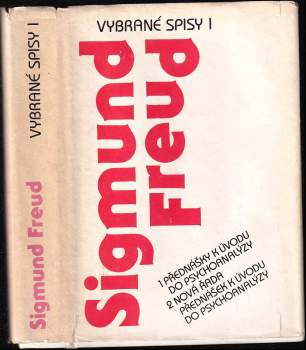 VYBRANÉ SPISY I
Sigmund Freud
VYBRANÉ SPISY I
Sigmund
Freud
1 PŘEDNÁŠKY K ÚVODU
DO PSYCHOANALÝZY
2 NOVÁ ŘADA
PŘEDNÁŠEK K ÚVODU
DO PSYCHOANALÝZY